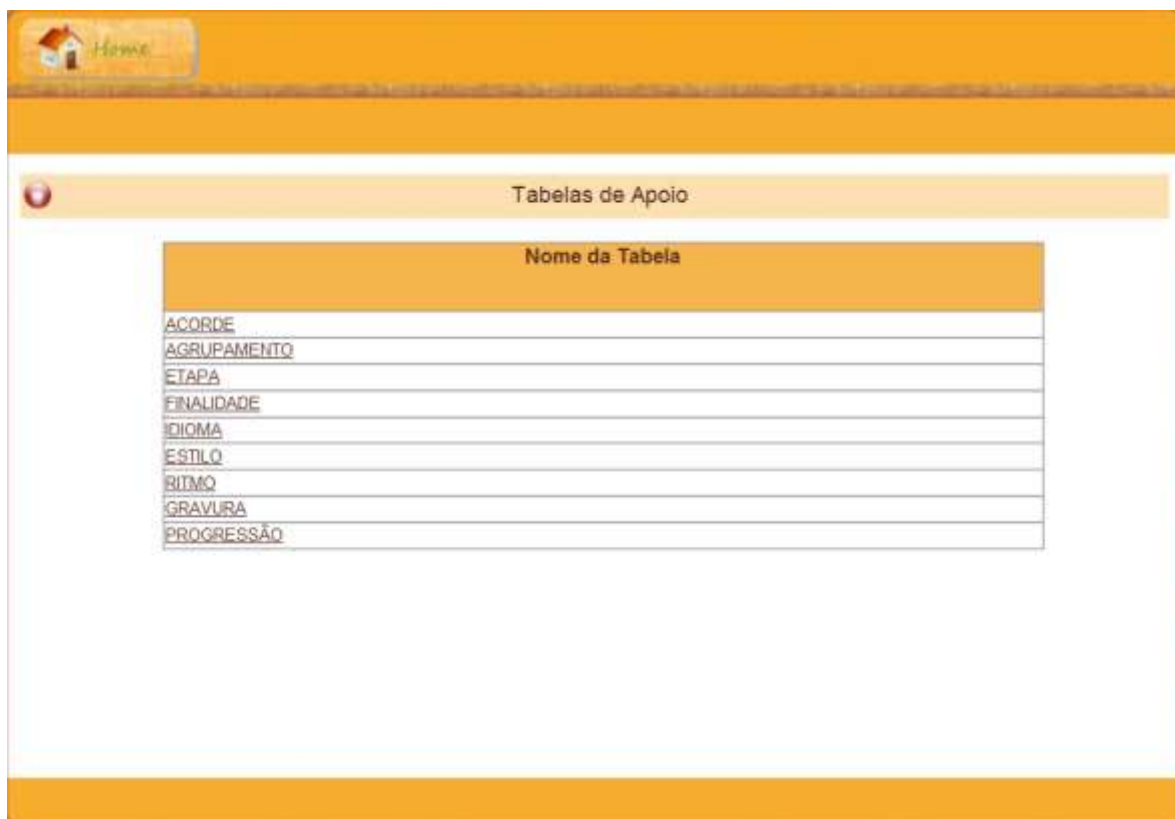 Home
Tabelas de Apoio
Nome da Tabela
ACORDE
AGRUPAMENTO
ETAPA
FINALIDADE
IDIOMA
ESTILO
RITMO
GRAVURA
PROGRESSÃO